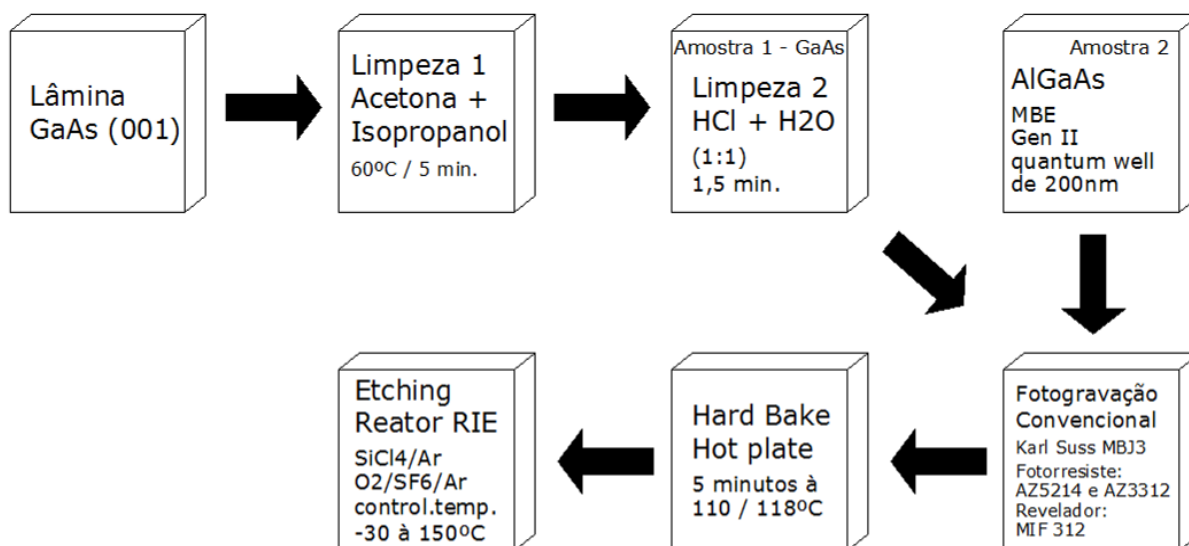 Lâmina
GaAs (001)
Limpeza 1
Acetona +
Isopropanol
60ºC / 5 min.
Amostra 1 - GaAs
Limpeza 2
HCl + H2O
(1:1)
1,5 min.
Amostra 2
AlGaAs
MBE
Gen II
quantum well
de 200nm
Etching
Reator RIE
SiCl4/Ar
O2/SF6/Ar
control.temp.
-30 à 150ºC
Hard Bake
Hot plate
5 minutos à
110 / 118ºC
Fotogravação
Convencional
Karl Suss MBJ3
Fotorresiste:
AZ5214 e AZ3312
Revelador:
MIF 312